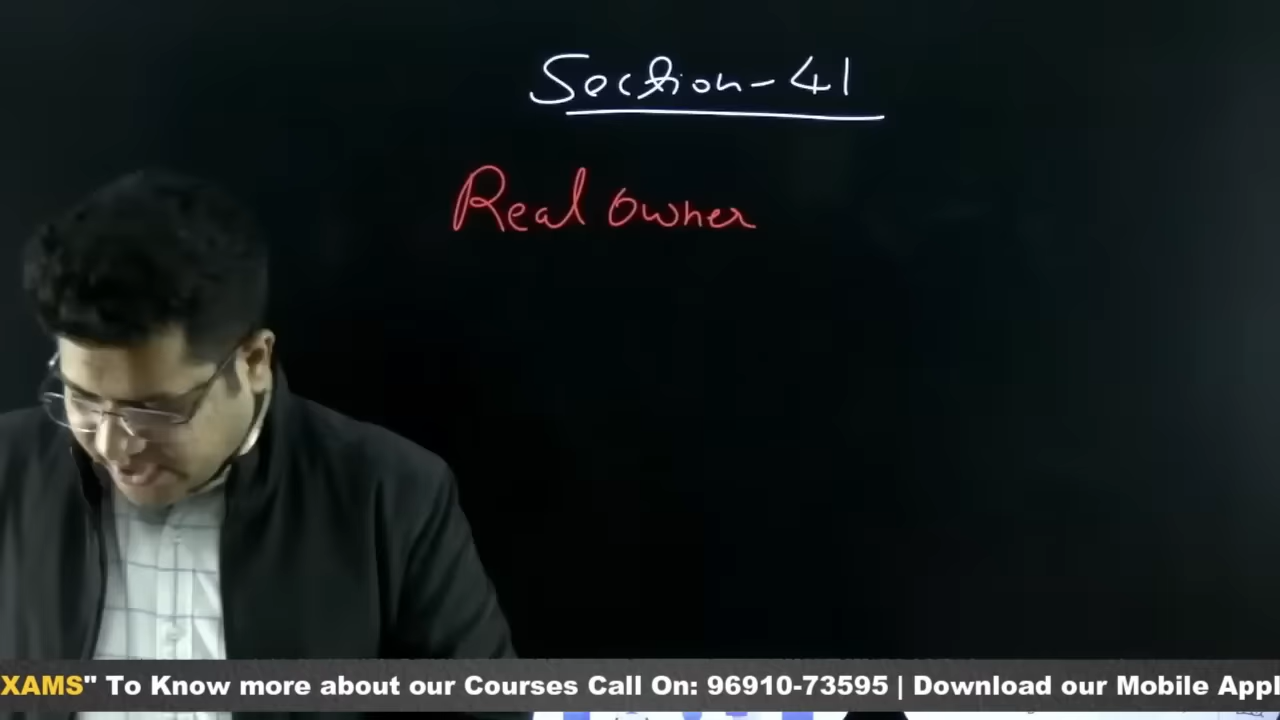 Section-41
Real owner
XAMS" To Know more about our Courses Call On: 96910-73595 | Download our Mobile Appl